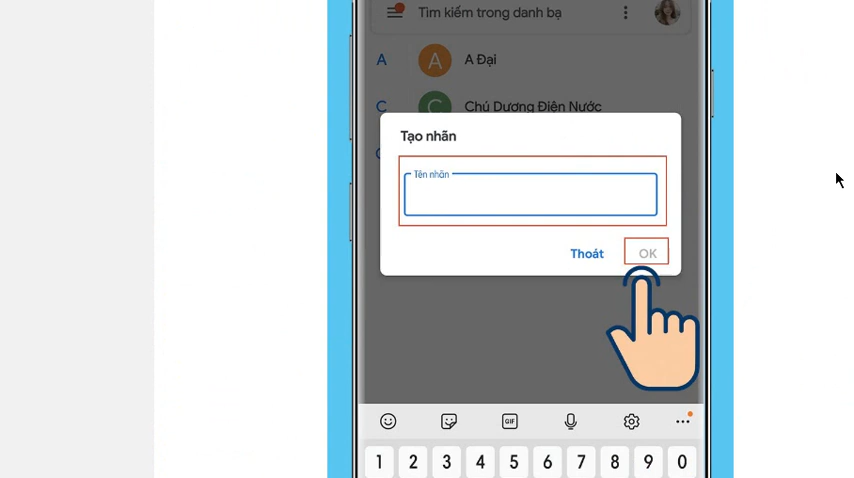 Tìm kiếm trong danh bạ
A
A
A Đại
C
C
Chú Dương Điện Nước
Tạo nhãn
Tên nhãn
Thoát
OK
GIF
1 2 3 4 5 6 7 8 9 0